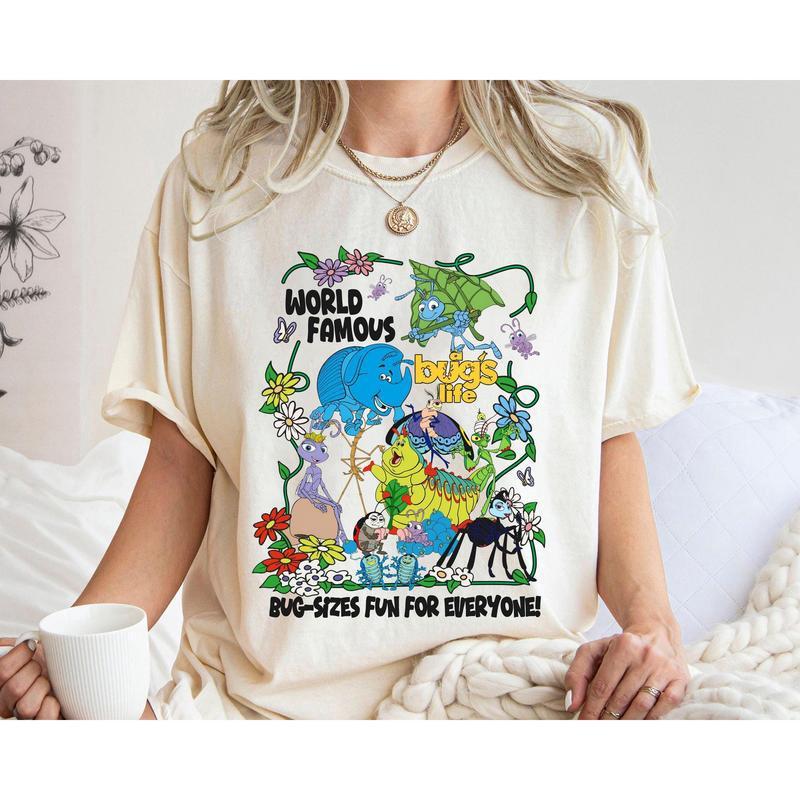 WORLD
FAMOUS
a
bug's
life
BUG-SIZES FUN FOR EVERYONE!